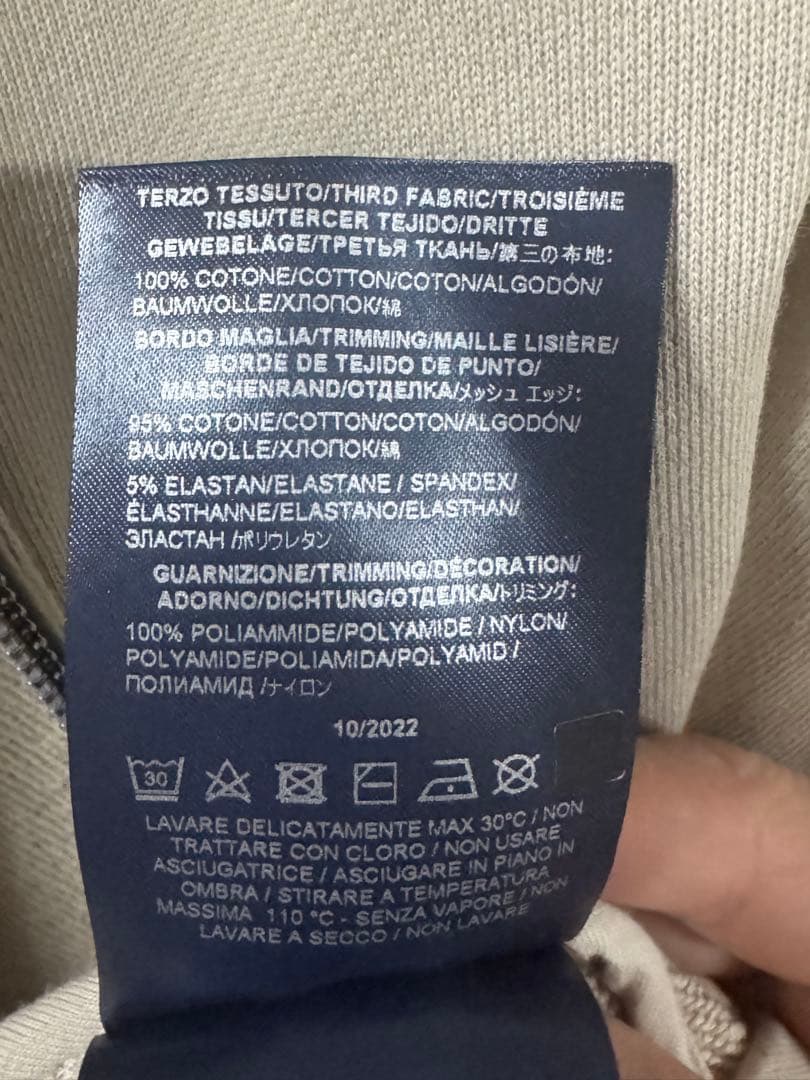 TERZO TESSUTO/THIRD FABRIC/TROISIÈME
TISSU/TERCER TEJIDO/DRITTE
GEWEBELAGE/ТРЕТЬЯ ТКАНЬ/第三の布地:
100% COTONE/COTTON/COTON/ALGODÓN/
BAUMWOLLE/ХЛОПОК/綿
BORDO MAGLIA/TRIMMING/MAILLE LISIÈRE/
BORDE DE TEJIDO DE PUNTO/
MASCHENRAND/ОТДЕЛКА/メッシュ エッジ:
95% COTONE/COTTON/COTON/ALGODÓN/
BAUMWOLLE/ХЛОПОК/綿
5% ELASTAN/ELASTANE / SPANDEX/
ÉLASTHANNE/ELASTANO/ELASTHAN/
ЭЛАСТАН /ポリウレタン
GUARNIZIONE/TRIMMING/DÉCORATION/
ADORNO/DICHTUNG/ОТДЕЛКА/トリミング:
100% POLIAMMIDE/POLYAMIDE / NYLON/
POLYAMIDE/POLIAMIDA/POLYAMID /
ПОЛИАМИД /ナイロン
10/2022
30
LAVARE DELICATAMENTE MAX 30°C / NON
TRATTARE CON CLORO / NON USARE
ASCIUGATRICE / ASCIUGARE IN PIANO IN
OMBRA / STIRARE A TEMPERATURA
MASSIMA 110 °C - SENZA VAPORE / NON
LAVARE A SECCO / NON LAVARE